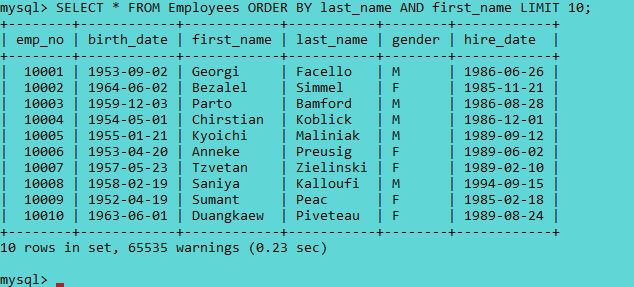 mysql> SELECT * FROM Employees ORDER BY last_name AND first_name LIMIT 10;
+--------+------------+------------+-----------+--------+------------+
| emp_no | birth_date | first_name | last_name | gender | hire_date  |
+--------+------------+------------+-----------+--------+------------+
|  10001 | 1953-09-02 | Georgi     | Facello   | M      | 1986-06-26 |
|  10002 | 1964-06-02 | Bezalel    | Simmel    | F      | 1985-11-21 |
|  10003 | 1959-12-03 | Parto      | Bamford   | M      | 1986-08-28 |
|  10004 | 1954-05-01 | Chirstian  | Koblick   | M      | 1986-12-01 |
|  10005 | 1955-01-21 | Kyoichi    | Maliniak  | M      | 1989-09-12 |
|  10006 | 1953-04-20 | Anneke     | Preusig   | F      | 1989-06-02 |
|  10007 | 1957-05-23 | Tzvetan    | Zielinski | F      | 1989-02-10 |
|  10008 | 1958-02-19 | Saniya     | Kalloufi  | M      | 1994-09-15 |
|  10009 | 1952-04-19 | Sumant     | Peac      | F      | 1985-02-18 |
|  10010 | 1963-06-01 | Duangkaew  | Piveteau  | F      | 1989-08-24 |
+--------+------------+------------+-----------+--------+------------+
10 rows in set, 65535 warnings (0.23 sec)
mysql>